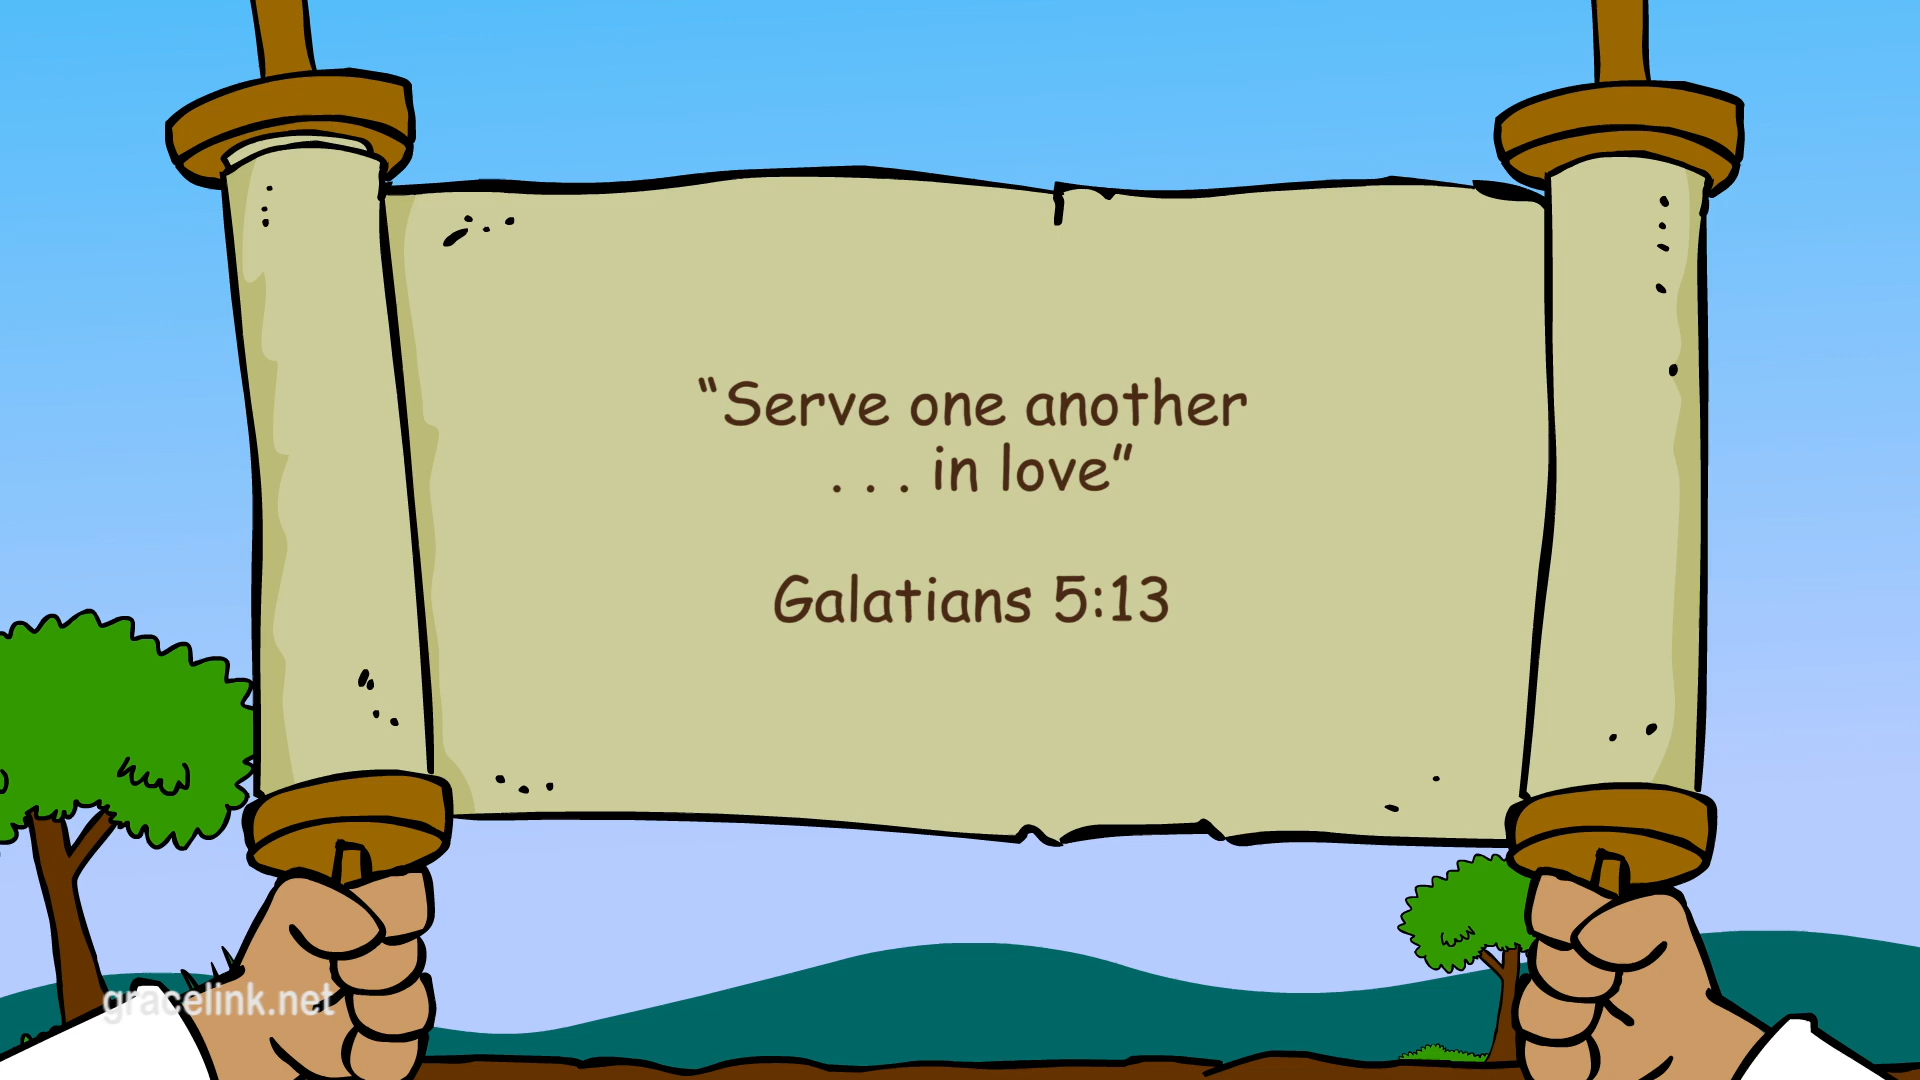 “Serve one another
. . . in love”
Galatians 5:13
gracelink.net